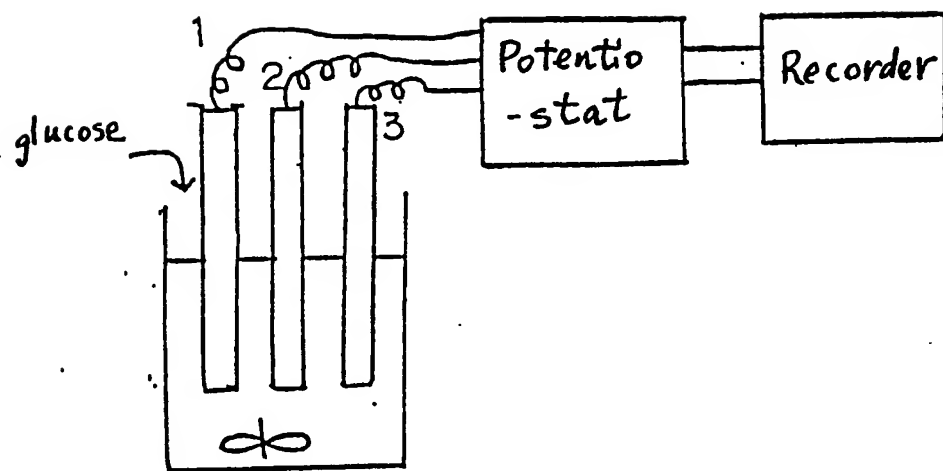 1
2
3
glucose
Potentio
-stat
Recorder